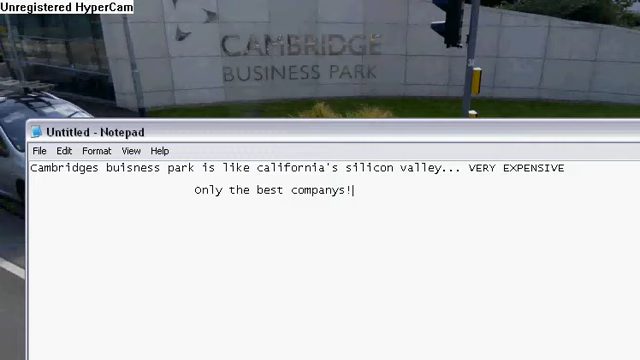 Unregistered HyperCam
CAMBRIDGE
BUSINESS PARK
Untitled - Notepad
File Edit Format View Help
Cambridges buisness park is like california's silicon valley... VERY EXPENSIVE
Only the best companys!